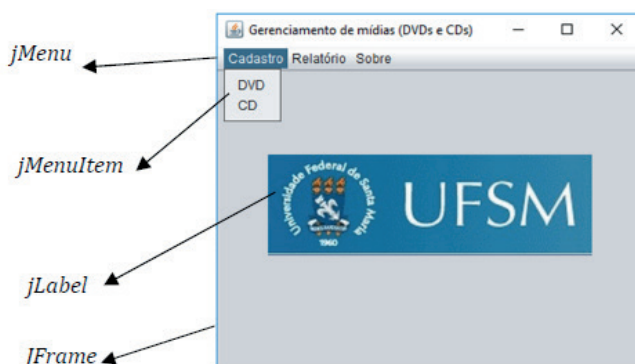 Gerenciamento de mídias (DVDs e CDs)
jMenu
Cadastro Relatório Sobre
DVD
CD
jMenuItem
Universidade Federal de Santa Maria
1960
UFSM
jLabel
JFrame